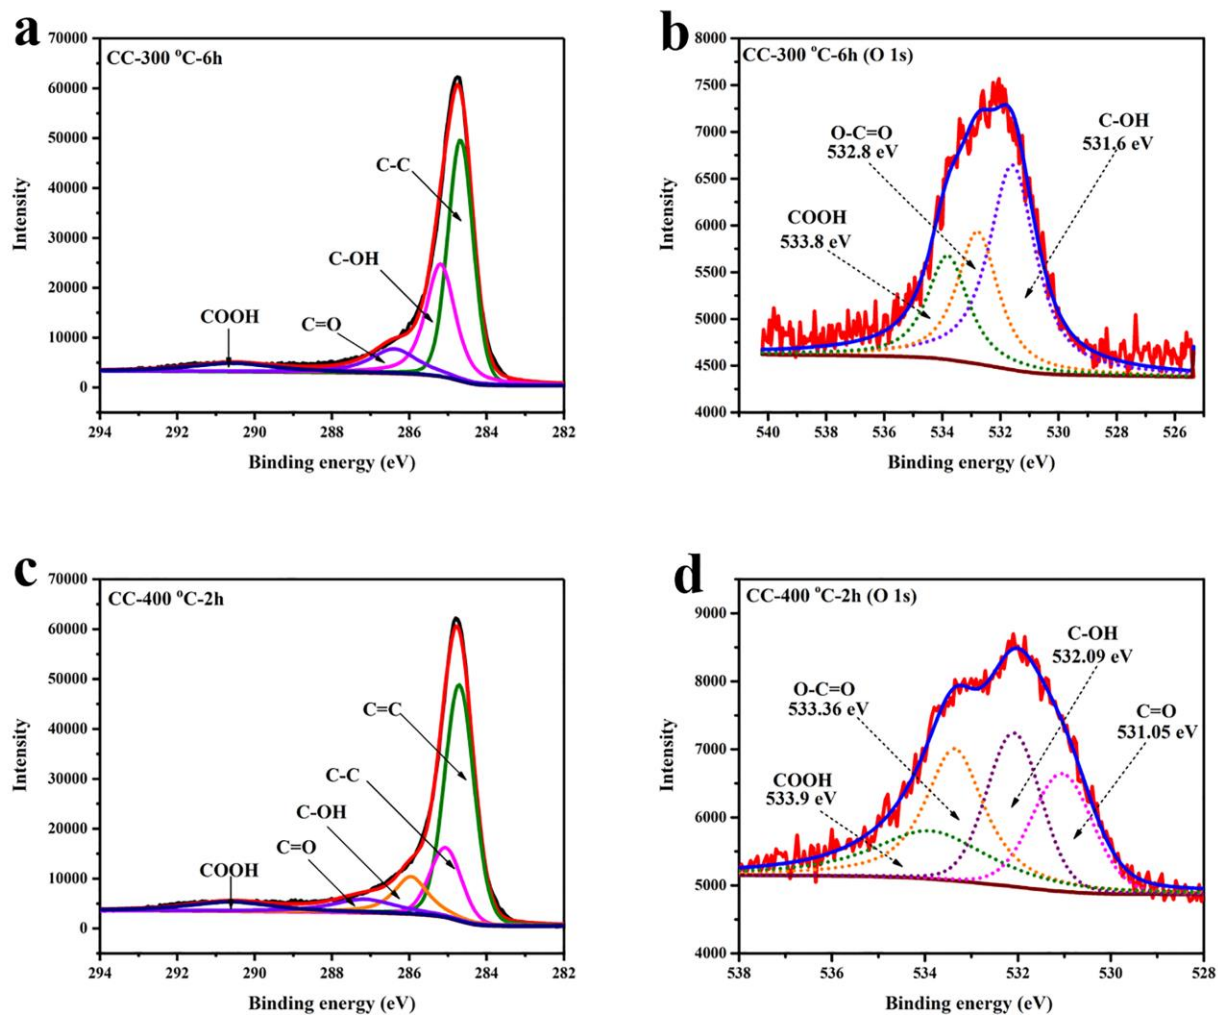 a
70000
60000
50000
40000
30000
20000
10000
0
CC-300 °C-6h
C-C
C-OH
C=O
COOH
294 292 290 288 286 284 282
Binding energy (eV)
Intensity
b
8000
7500
7000
6500
6000
5500
5000
4500
4000
CC-300 °C-6h (O 1s)
C-OH
531.6 eV
O-C=O
532.8 eV
COOH
533.8 eV
540 538 536 534 532 530 528 526
Binding energy (eV)
Intensity
c
70000
60000
50000
40000
30000
20000
10000
0
CC-400 °C-2h
C=C
C-C
C-OH
C=O
COOH
294 292 290 288 286 284 282
Binding energy (eV)
Intensity
d
9000
8000
7000
6000
5000
4000
CC-400 °C-2h (O 1s)
C-OH
532.09 eV
O-C=O
533.36 eV
C=O
531.05 eV
COOH
533.9 eV
538 536 534 532 530 528
Binding energy (eV)
Intensity